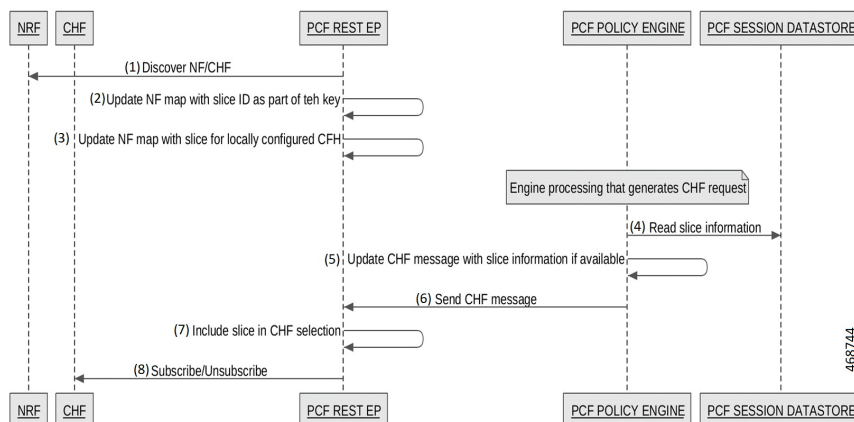 NRF CHF PCF REST EP PCF POLICY ENGINE PCF SESSION DATASTORE
(1) Discover NF/CHF
(2) Update NF map with slice ID as part of teh key
(3) Update NF map with slice for locally configured CFH
Engine processing that generates CHF request
(4) Read slice information
(5) Update CHF message with slice information if available
(6) Send CHF message
(7) Include slice in CHF selection
(8) Subscribe/Unsubscribe
468744
NRF CHF PCF REST EP PCF POLICY ENGINE PCF SESSION DATASTORE